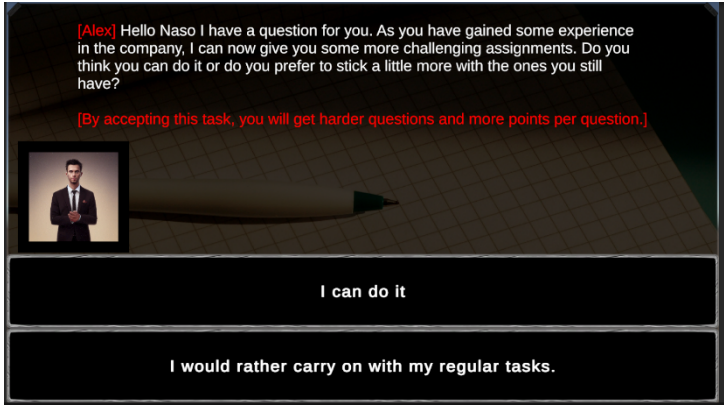 [Alex] Hello Naso I have a question for you. As you have gained some experience
in the company, I can now give you some more challenging assignments. Do you
think you can do it or do you prefer to stick a little more with the ones you still
have?
[By accepting this task, you will get harder questions and more points per question.]
I can do it
I would rather carry on with my regular tasks.